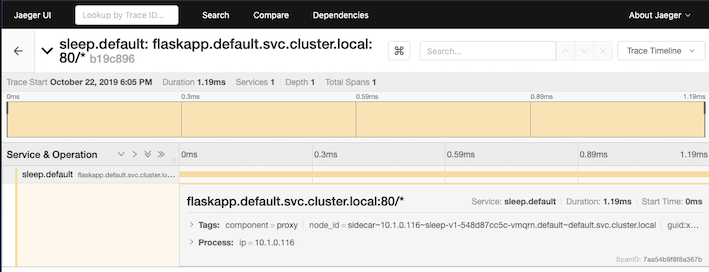 Jaeger UI Lookup by Trace ID... Search Compare Dependencies About Jaeger
sleep.default: flaskapp.default.svc.cluster.local:
80/* b19c896
⌘ Search... Trace Timeline
Trace Start October 22, 2019 6:05 PM Duration 1.19ms Services 1 Depth 1 Total Spans 1
0ms 0.3ms 0.59ms 0.89ms 1.19ms
Service & Operation 0ms 0.3ms 0.59ms 0.89ms 1.19ms
sleep.default flaskapp.default.svc.cluster.lo...
flaskapp.default.svc.cluster.local:80/* Service: sleep.default Duration: 1.19ms Start Time: 0ms
Tags: component = proxy node_id = sidecar~10.1.0.116~sleep-v1-548d87cc5c-vmqrn.default~default.svc.cluster.local guid:x...
Process: ip = 10.1.0.116
SpanID: 7aa54b9f8f8a367b